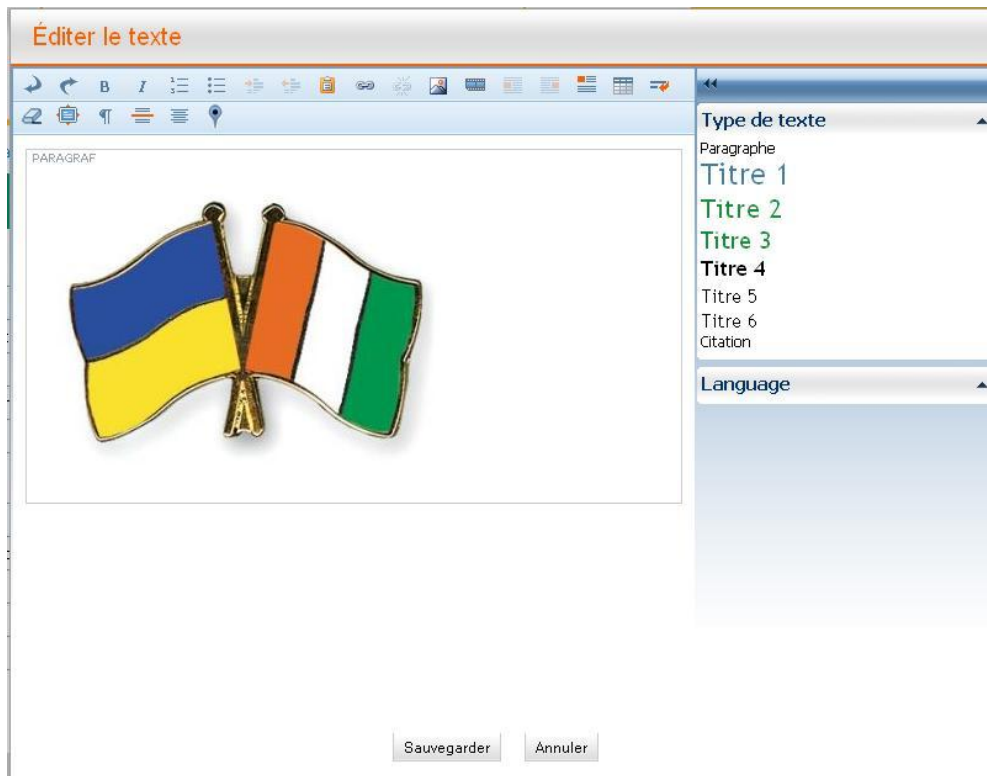 Éditer le texte
Type de texte
PARAGRAF
Paragraphe
Titre 1
Titre 2
Titre 3
Titre 4
Titre 5
Titre 6
Citation
Language
Sauvegarder Annuler